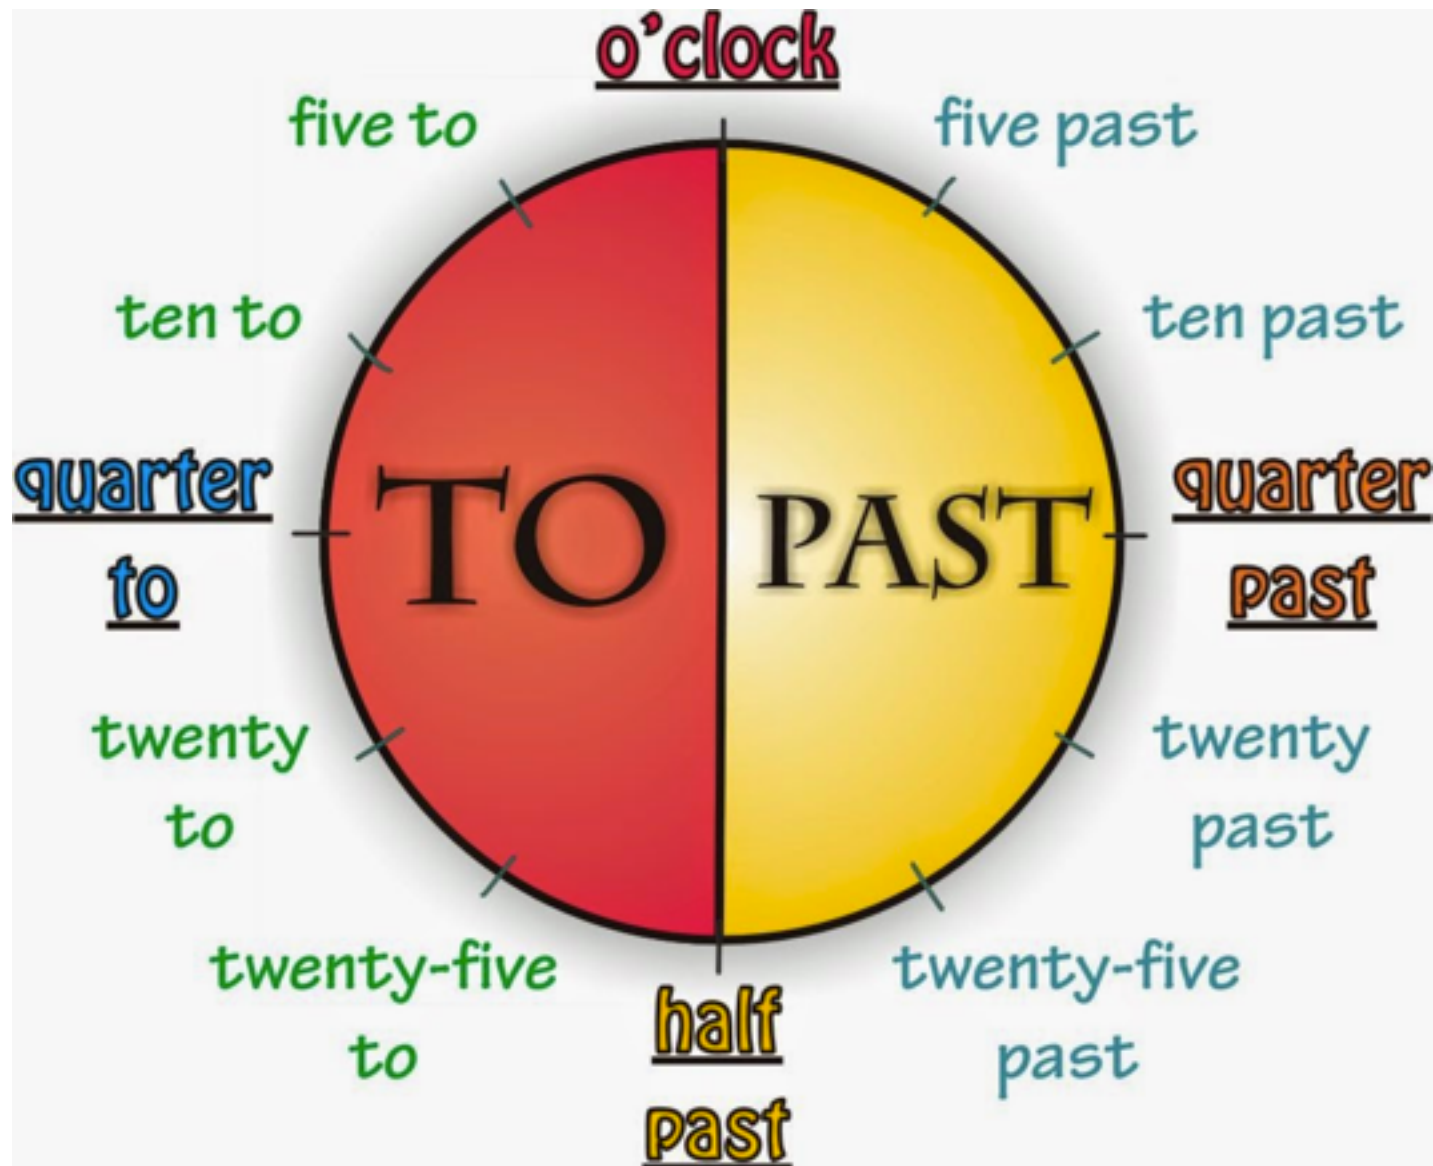 o'clock
five to
five past
ten to
ten past
quarter
to
TO
PAST
quarter
past
twenty
to
twenty
past
twenty-five
to
twenty-five
past
half
past